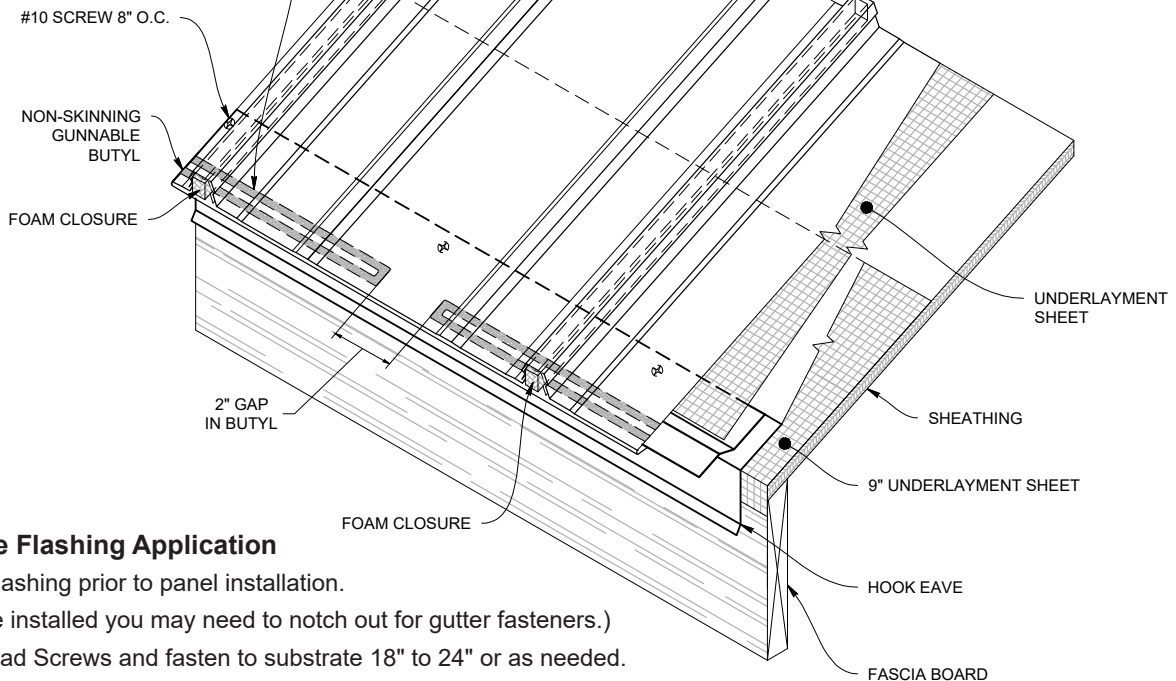 #10 SCREW 8" O.C.
NON-SKINNING
GUNNABLE
BUTYL
FOAM CLOSURE
UNDERLAYMENT
SHEET
2" GAP
IN BUTYL
SHEATHING
9" UNDERLAYMENT SHEET
FOAM CLOSURE
HOOK EAVE
FASCIA BOARD
Flashing Application
prior to panel installation.
installed you may need to notch out for gutter fasteners.)
Screws and fasten to substrate 18" to 24" or as needed.